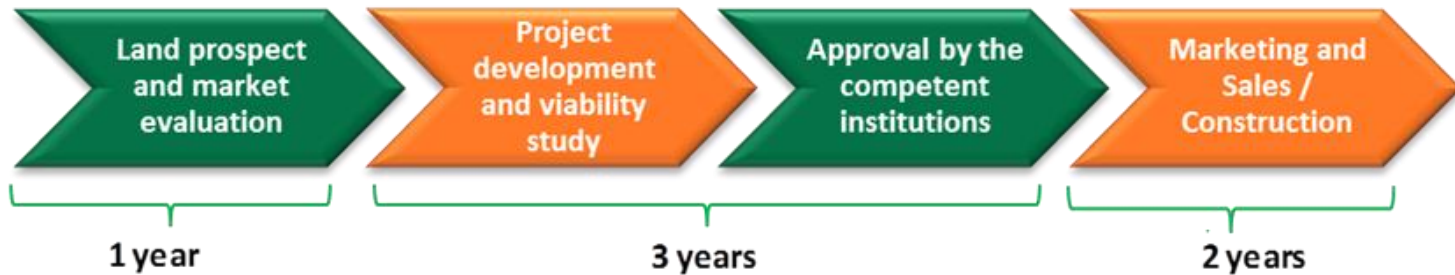 Land prospect
and market
evaluation
Project
development
and viability
study
Approval by the
competent
institutions
Marketing and
Sales /
Construction
1 year
3 years
2 years